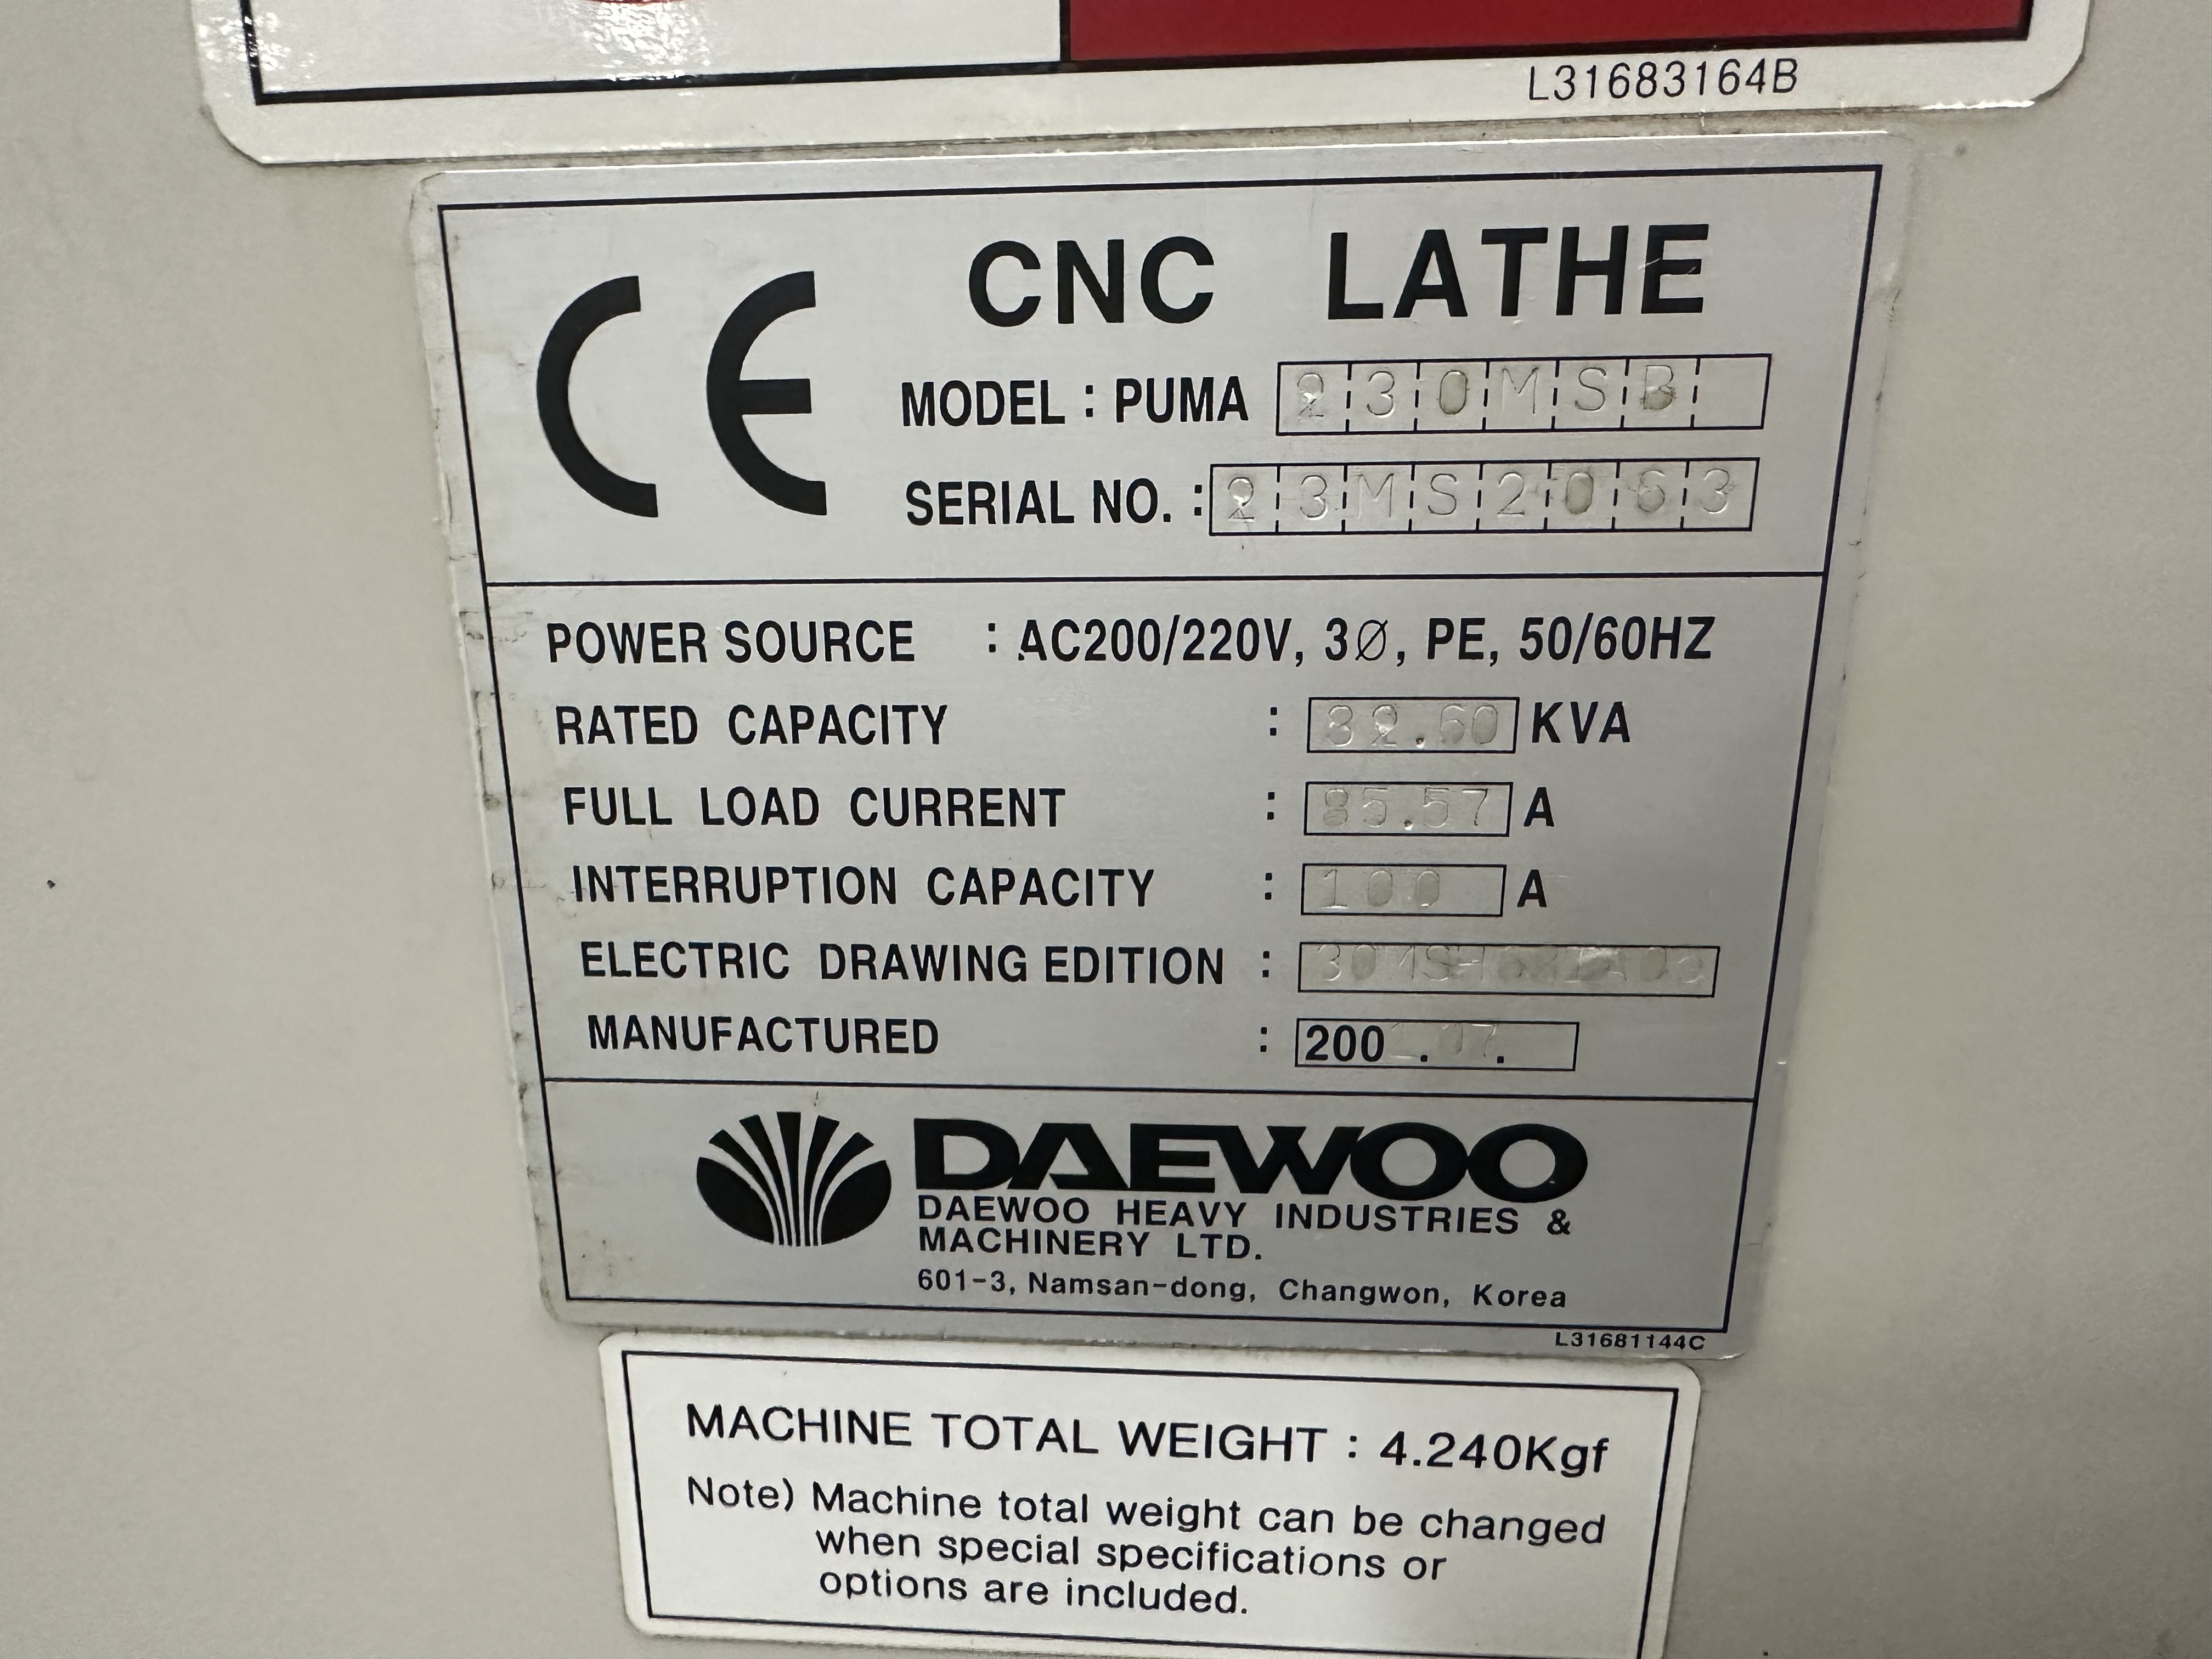 L31683164B
CE
CNC LATHE
MODEL : PUMA 230MSB
SERIAL NO. : 23MS2063
POWER SOURCE : AC200/220V, 3Ø, PE, 50/60HZ
RATED CAPACITY : KVA
FULL LOAD CURRENT : 85.57 A
INTERRUPTION CAPACITY : 100 A
ELECTRIC DRAWING EDITION :
MANUFACTURED :
DAEWOO
DAEWOO HEAVY INDUSTRIES &
MACHINERY LTD.
601-3, Namsan-dong, Changwon, Korea
L31681144C
MACHINE TOTAL WEIGHT : 4.240Kgf
Note) Machine total weight can be changed
when special specifications or
options are included.